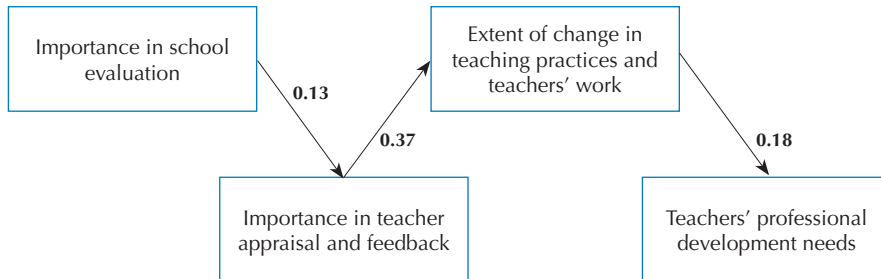 Importance in school
evaluation
Extent of change in
teaching practices and
teachers’ work
0.13
0.37
0.18
Importance in teacher
appraisal and feedback
Teachers’ professional
development needs